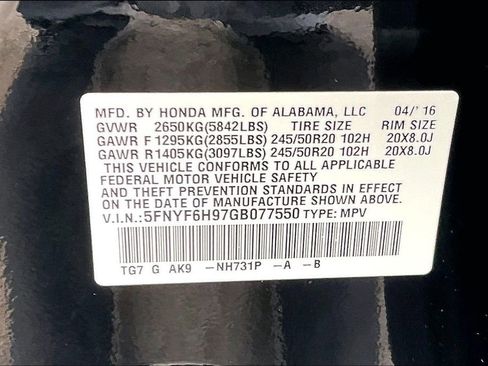 MFD. BY HONDA MFG. OF ALABAMA, LLC 04/'16
GVWR 2650KG(5842LBS) TIRE SIZE RIM SIZE
GAWR F 1295KG(2855LBS) 245/50R20 102H 20X8.0J
GAWR R 1405KG(3097LBS) 245/50R20 102H 20X8.0J
THIS VEHICLE CONFORMS TO ALL APPLICABLE
FEDERAL MOTOR VEHICLE SAFETY
AND THEFT PREVENTION STANDARDS IN EFFECT
ON THE DATE OF MANUFACTURE SHOWN ABOVE.
V.I.N.:5FNYF6H97GB077550 TYPE: MPV
TG7 G AK9 -NH731P -A -B